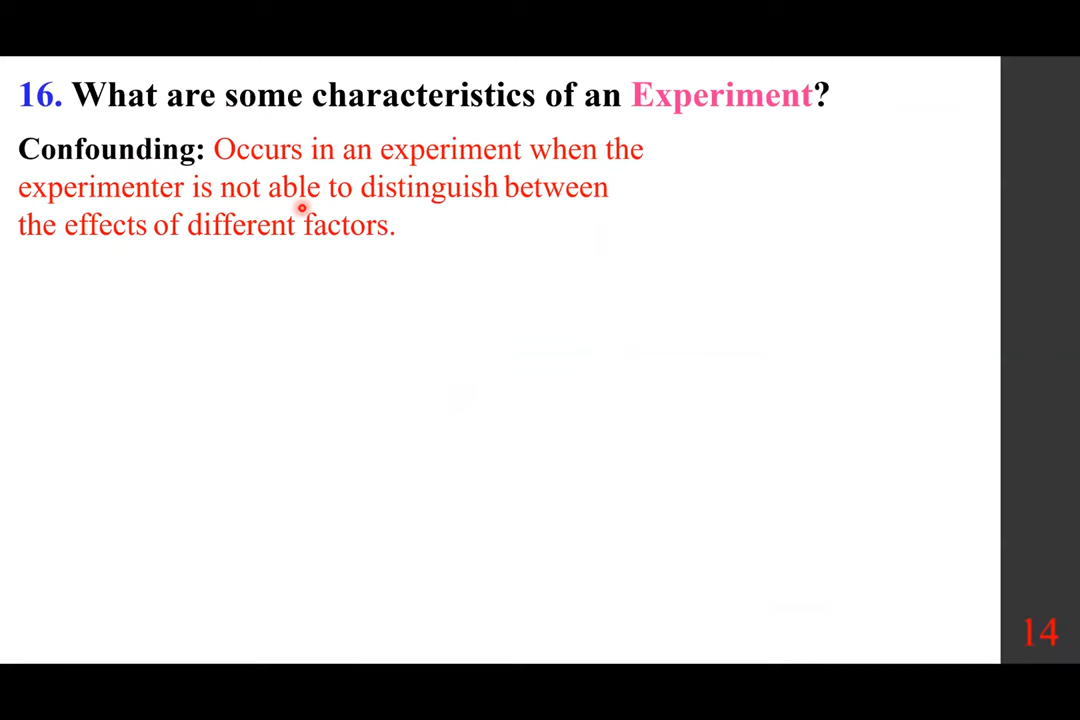 16. What are some characteristics of an Experiment?
Confounding: Occurs in an experiment when the
experimenter is not able to distinguish between
the effects of different factors.
14